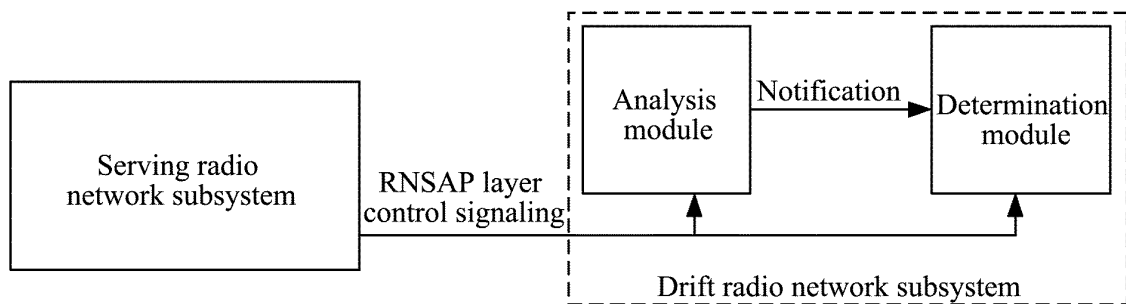 Serving radio
network subsystem
RNSAP layer
control signaling
Analysis
module
Notification
Determination
module
Drift radio network subsystem